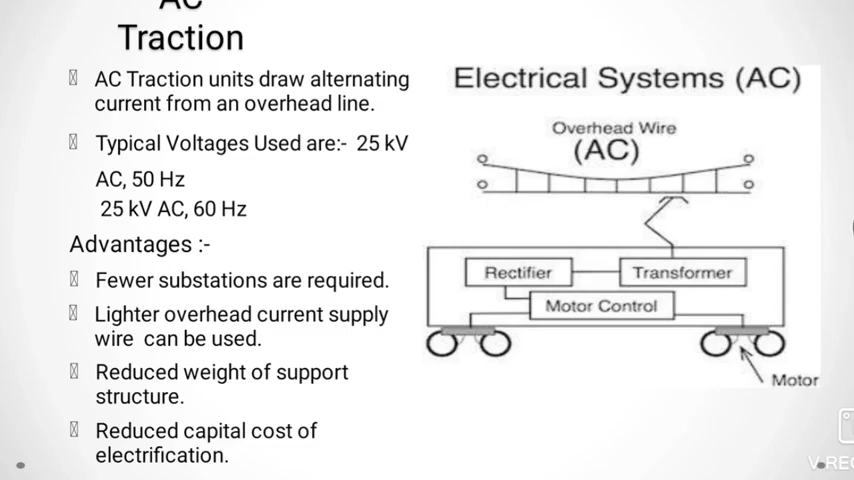 AC
Traction
AC Traction units draw alternating
current from an overhead line.
Typical Voltages Used are:- 25 kV
AC, 50 Hz
25 kV AC, 60 Hz
Advantages :-
Fewer substations are required.
Lighter overhead current supply
wire can be used.
Reduced weight of support
structure.
Reduced capital cost of
electrification.
Electrical Systems (AC)
Overhead Wire
(AC)
Rectifier
Transformer
Motor Control
Motor